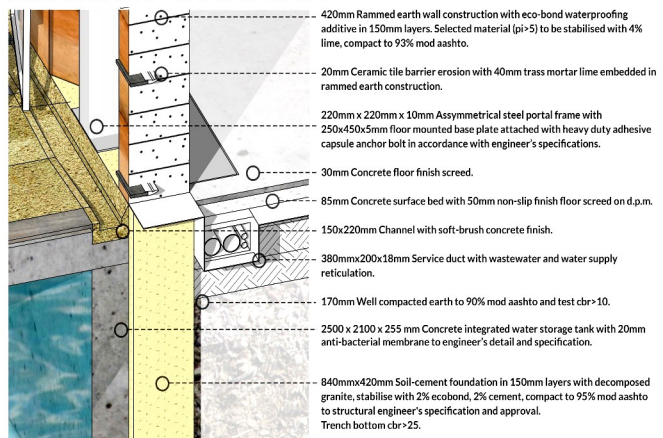 420mm Rammed earth wall construction with eco-bond waterproofing
additive in 150mm layers. Selected material (pi>5) to be stabilised with 4%
lime, compact to 93% mod aashto.
20mm Ceramic tile barrier erosion with 40mm trass mortar lime embedded in
rammed earth construction.
220mm x 220mm x 10mm Assymmetrical steel portal frame with
250x450x5mm floor mounted base plate attached with heavy duty adhesive
capsule anchor bolt in accordance with engineer's specifications.
30mm Concrete floor finish screed.
85mm Concrete surface bed with 50mm non-slip finish floor screed on d.p.m.
150x220mm Channel with soft-brush concrete finish.
380mmx200x18mm Service duct with wastewater and water supply
reticulation.
170mm Well compacted earth to 90% mod aashto and test cbr>10.
2500 x 2100 x 255 mm Concrete integrated water storage tank with 20mm
anti-bacterial membrane to engineer's detail and specification.
840mmx420mm Soil-cement foundation in 150mm layers with decomposed
granite, stabilise with 2% ecobond, 2% cement, compact to 95% mod aashto
to structural engineer's specification and approval.
Trench bottom cbr>25.